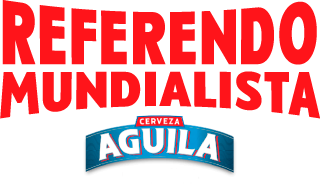 REFERENDO
MUNDIALISTA
CERVEZA
AGUILA